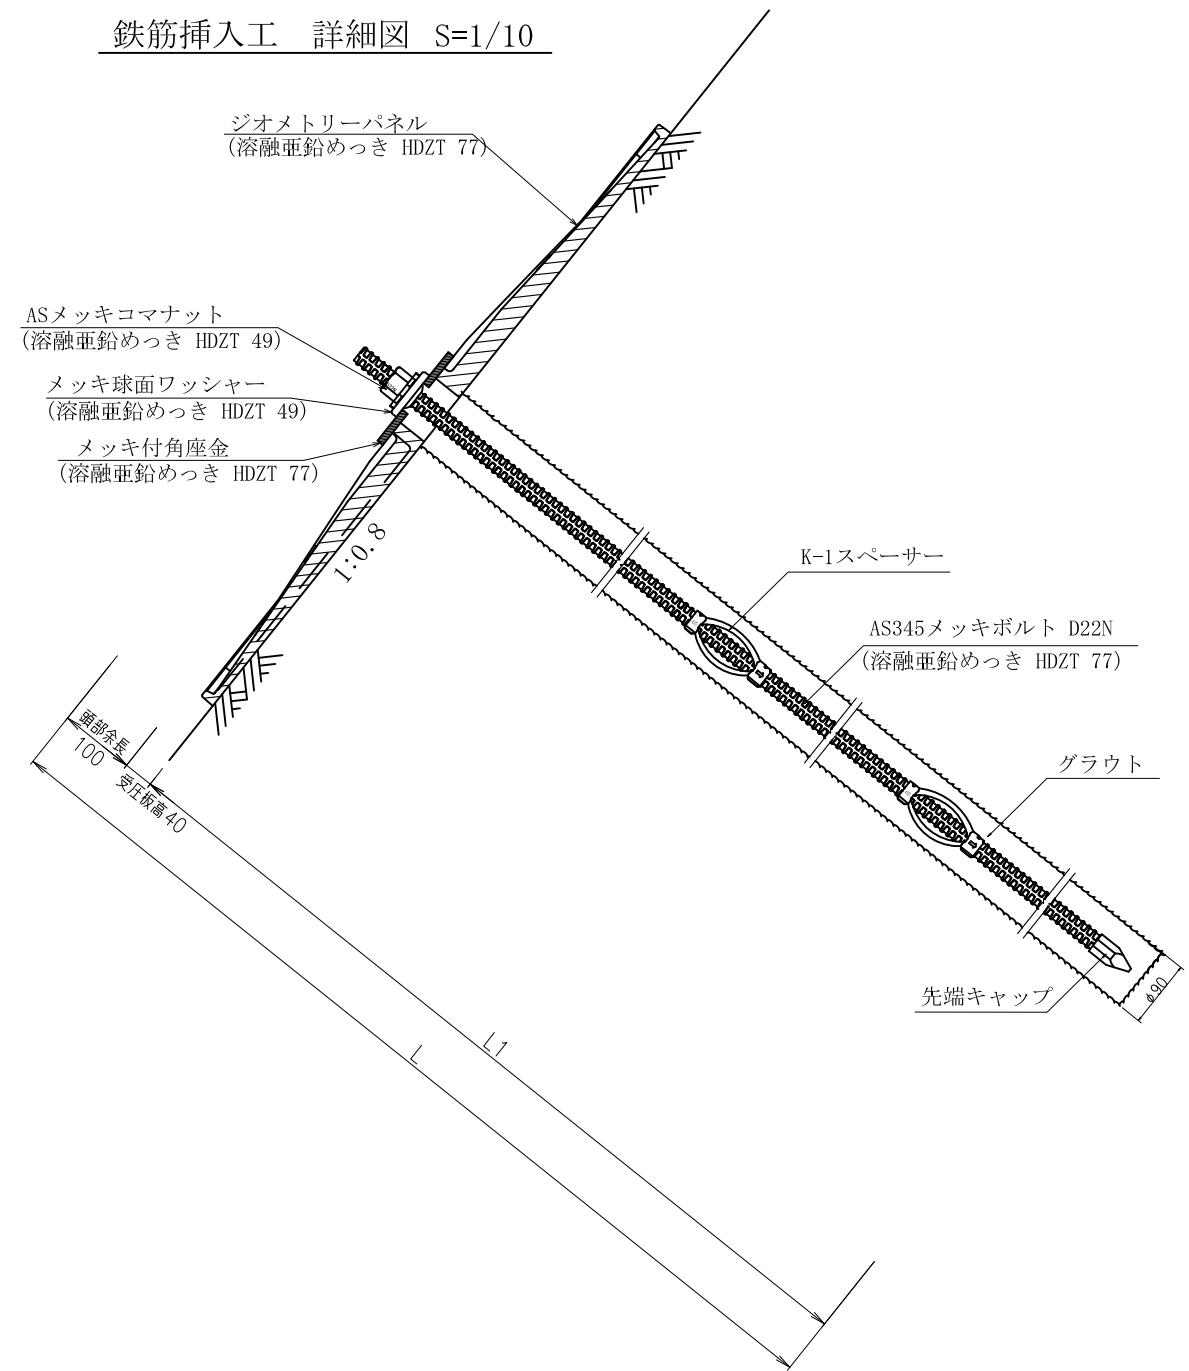 鉄筋挿入工　詳細図 S=1/10
ジオメトリーパネル
(溶融亜鉛めっき HDZT 77)
ASメッキコマナット
(溶融亜鉛めっき HDZT 49)
メッキ球面ワッシャー
(溶融亜鉛めっき HDZT 49)
メッキ付角座金
(溶融亜鉛めっき HDZT 77)
1:0.8
K-1スペーサー
AS345メッキボルト D22N
(溶融亜鉛めっき HDZT 77)
グラウト
先端キャップ
φ90
頭部余長
100
受圧板高40
L1
L